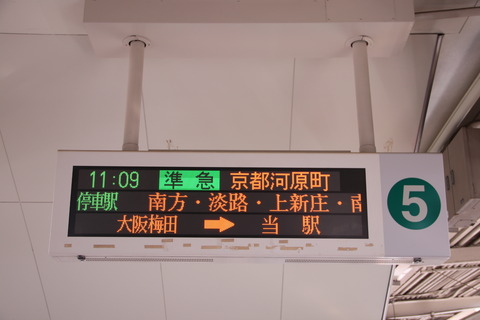 11:09 準急 京都河原町
停車駅 南方・淡路・上新庄・
大阪梅田 ➡ 当駅
5